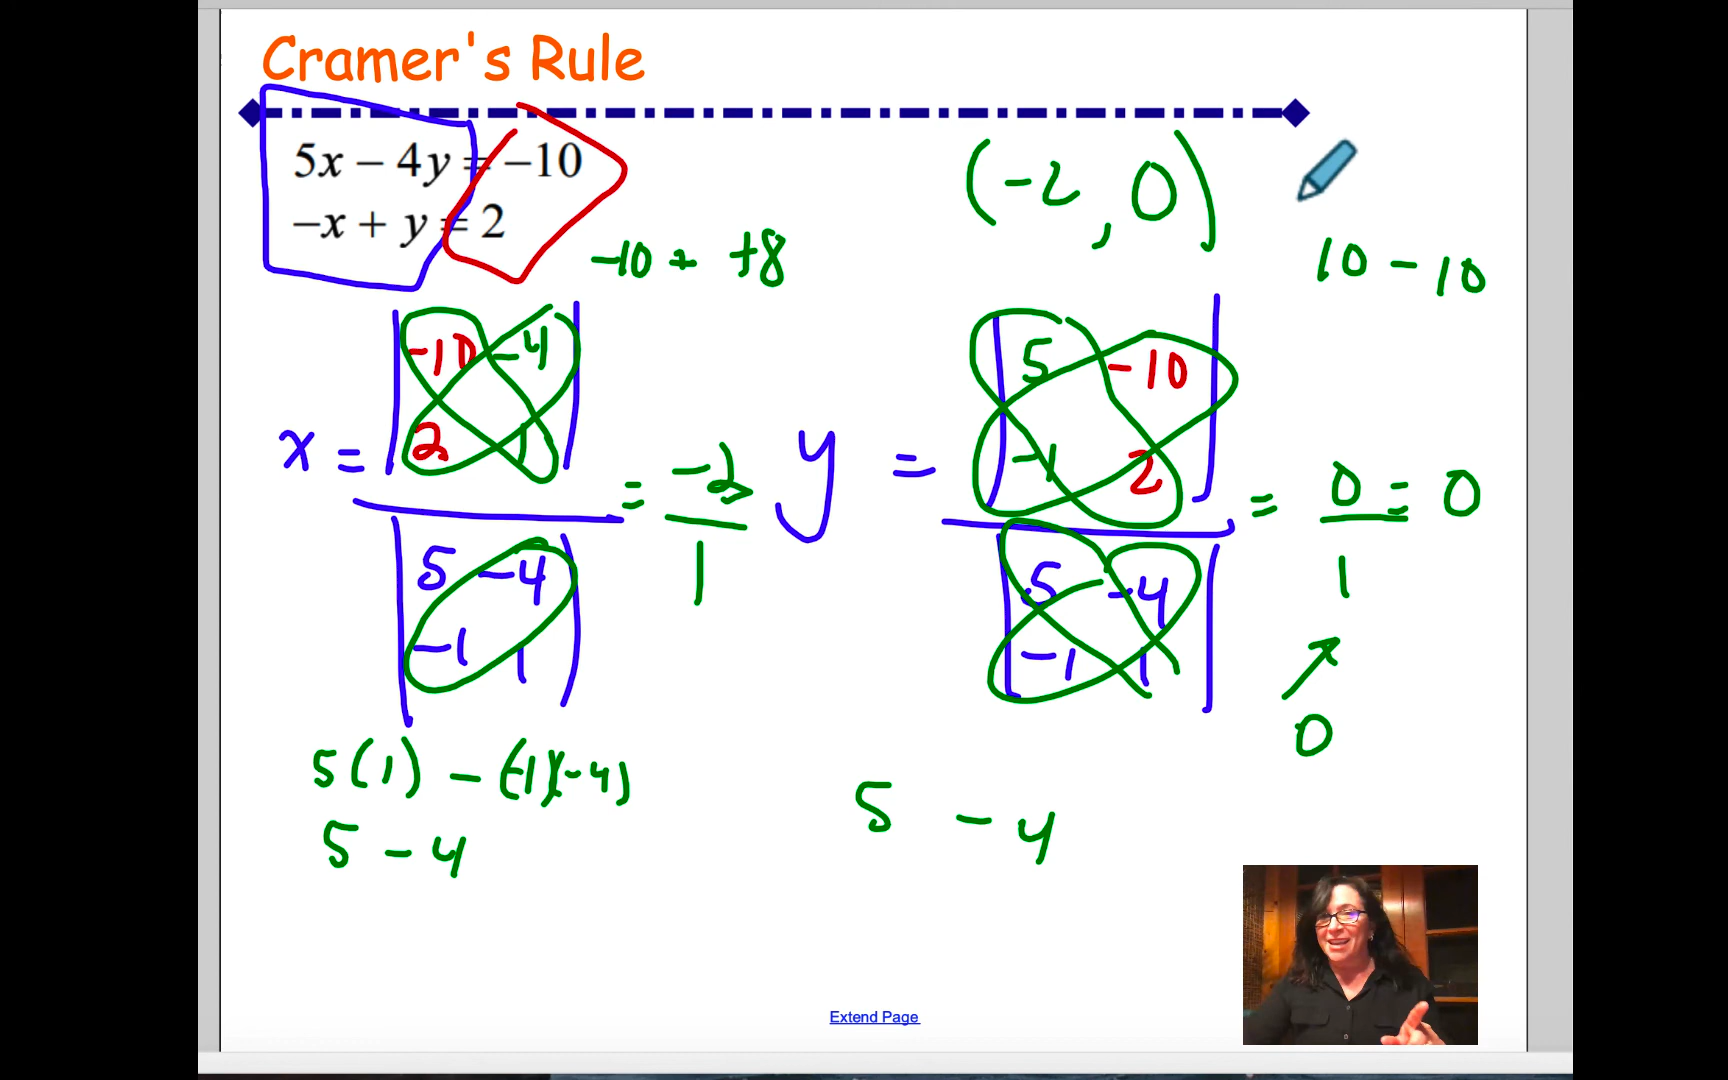 Cramer's Rule
5x – 4y = –10
–x + y = 2
(-2, 0)
-10 + +8
10 - 10
x = | -10 -4 |
| 2 1 |
| 5 -4 |
| -1 1 |
= -2
1
y = | 5 -10 |
| -1 2 |
| 5 -4 |
| -1 1 |
= 0 = 0
1
0
5(1) - (-1)(-4)
5 - 4
5 - 4
Extend Page